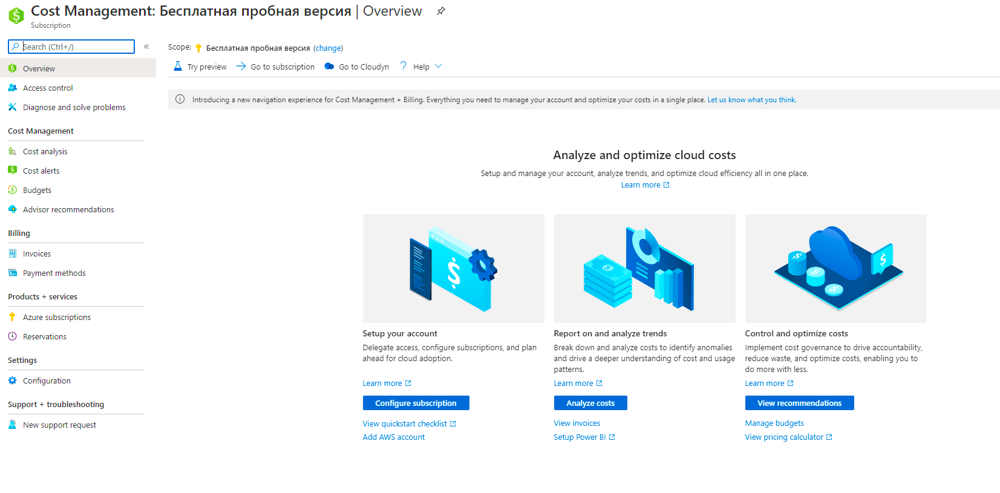 Cost Management: Бесплатная пробная версия | Overview
Subscription
Search (Ctrl+/)
«
Overview
Access control
Diagnose and solve problems
Cost Management
Cost analysis
Cost alerts
Budgets
Advisor recommendations
Billing
Invoices
Payment methods
Products + services
Azure subscriptions
Reservations
Settings
Configuration
Support + troubleshooting
New support request
Scope: Бесплатная пробная версия (change)
Try preview Go to subscription Go to Cloudyn ? Help
Introducing a new navigation experience for Cost Management + Billing. Everything you need to manage your account and optimize your costs in a single place. Let us know what you think.
Analyze and optimize cloud costs
Setup and manage your account, analyze trends, and optimize cloud efficiency all in one place.
Learn more
Setup your account
Delegate access, configure subscriptions, and plan
ahead for cloud adoption.
Learn more
Configure subscription
View quickstart checklist
Add AWS account
Report on and analyze trends
Break down and analyze costs to identify anomalies
and drive a deeper understanding of cost and usage
patterns.
Learn more
Analyze costs
View invoices
Setup Power BI
Control and optimize costs
Implement cost governance to drive accountability,
reduce waste, and optimize costs, enabling you to
do more with less.
Learn more
View recommendations
Manage budgets
View pricing calculator